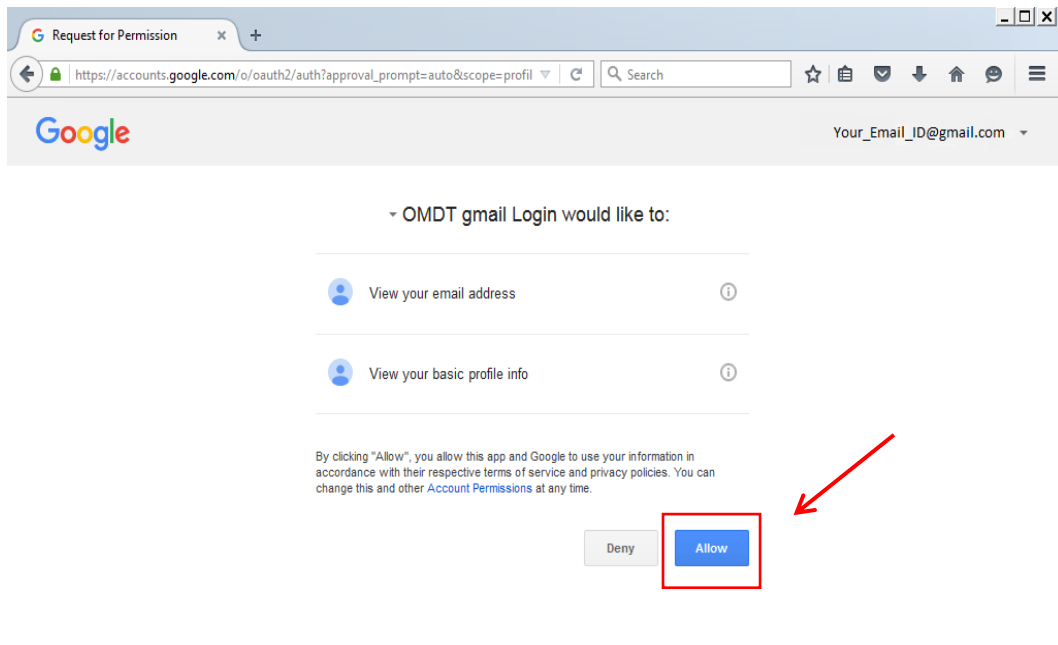 Request for Permission
https://accounts.google.com/o/oauth2/auth?approval_prompt=auto&scope=profil
Search
Google
Your_Email_ID@gmail.com
OMDT gmail Login would like to:
View your email address
View your basic profile info
By clicking "Allow", you allow this app and Google to use your information in
accordance with their respective terms of service and privacy policies. You can
change this and other Account Permissions at any time.
Deny
Allow